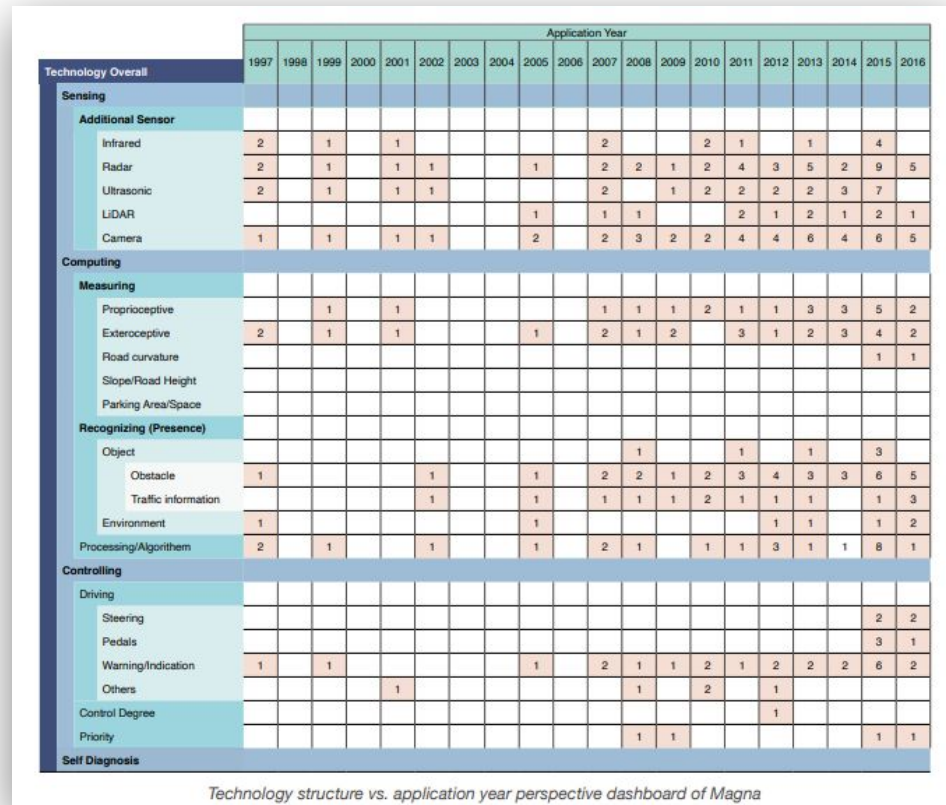 Application Year
Technology Overall 1997 1998 1999 2000 2001 2002 2003 2004 2005 2006 2007 2008 2009 2010 2011 2012 2013 2014 2015 2016
Sensing
Additional Sensor
Infrared 2 1 1 2 2 1 1 4
Radar 2 1 1 1 1 2 2 1 2 4 3 5 2 9 5
Ultrasonic 2 1 1 1 2 1 2 2 2 2 3 7
LiDAR 1 1 1 2 1 2 1 2 1
Camera 1 1 1 1 2 2 3 2 2 4 4 6 4 6 5
Computing
Measuring
Proprioceptive 1 1 1 1 1 2 1 1 3 3 5 2
Exteroceptive 2 1 1 1 2 1 2 3 1 2 3 4 2
Road curvature 1 1
Slope/Road Height
Parking Area/Space
Recognizing (Presence)
Object 1 1 1 3
Obstacle 1 1 1 2 2 1 2 3 4 3 3 6 5
Traffic information 1 1 1 1 1 2 1 1 1 1 3
Environment 1 1 1 1 1 2
Processing/Algorithem 2 1 1 1 2 1 1 1 3 1 1 8 1
Controlling
Driving
Steering 2 2
Pedals 3 1
Warning/Indication 1 1 1 2 1 1 2 1 2 2 2 6 2
Others 1 1 2 1
Control Degree 1
Priority 1 1 1 1
Self Diagnosis
Technology structure vs. application year perspective dashboard of Magna